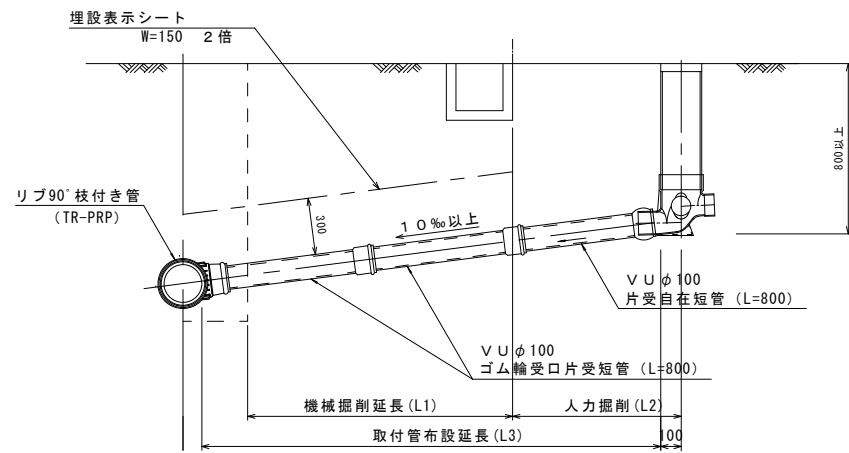 埋設表示シート
W=150 2倍
800以上
リブ90°枝付き管
(TR-PRP)
300
10‰以上
VUφ100
片受自在短管(L=800)
VUφ100
ゴム輪受口片受短管(L=800)
機械掘削延長(L1)
人力掘削(L2)
取付管布設延長(L3)
100